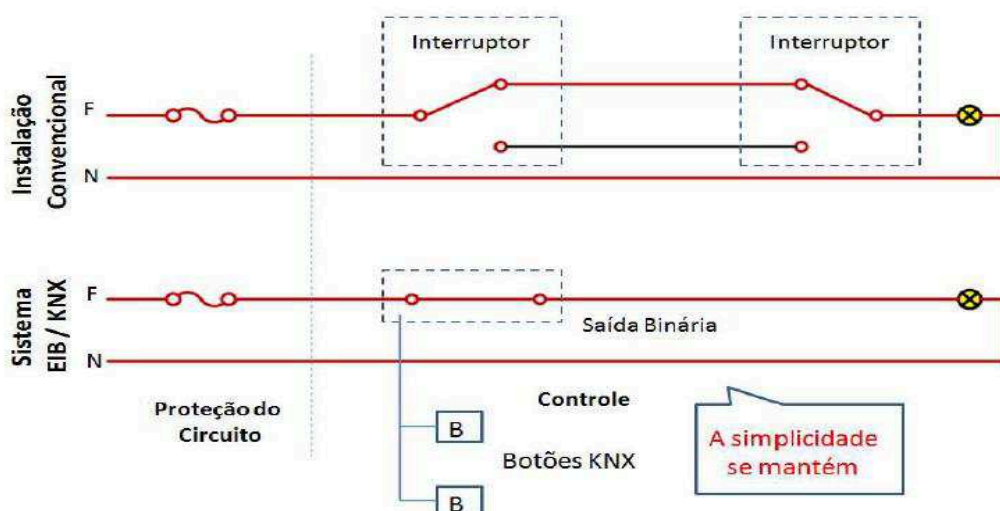 Instalação
Convencional
Interruptor
Interruptor
F
N
Sistema
EIB / KNX
F
Saída Binária
N
Proteção do
Circuito
Controle
B
Botões KNX
B
A simplicidade
se mantém